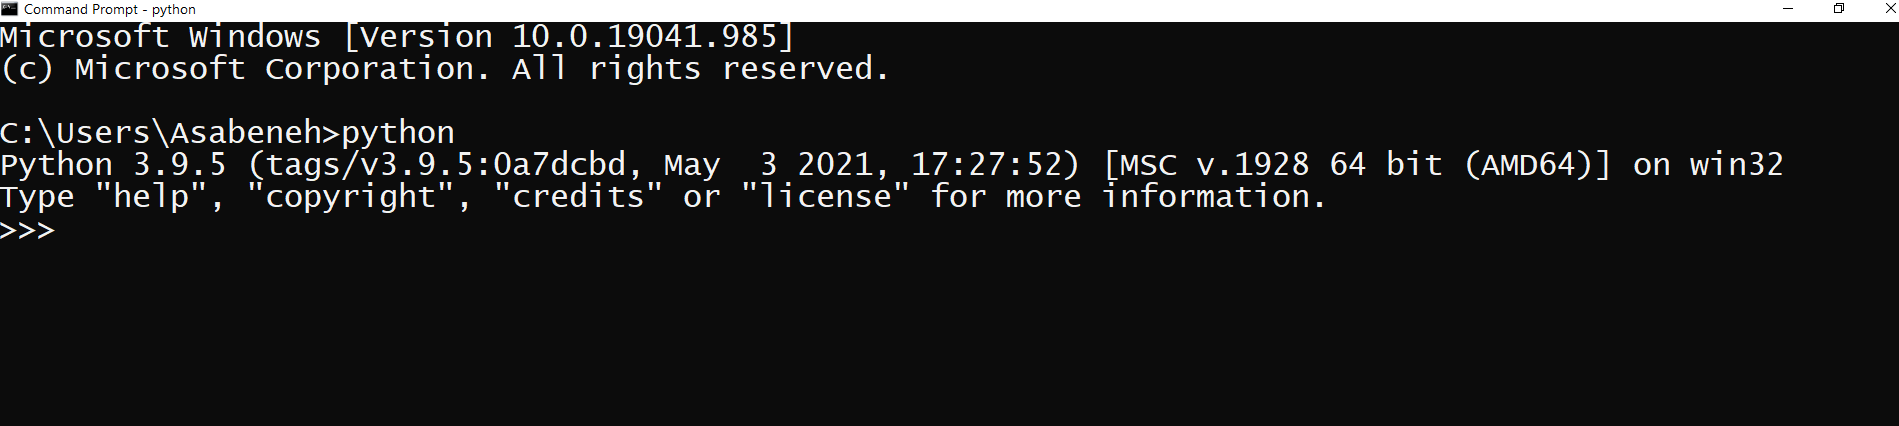 Command Prompt - python
Microsoft Windows [Version 10.0.19041.985]
(c) Microsoft Corporation. All rights reserved.
C:\Users\Asabeneh>python
Python 3.9.5 (tags/v3.9.5:0a7dcbd, May  3 2021, 17:27:52) [MSC v.1928 64 bit (AMD64)] on win32
Type "help", "copyright", "credits" or "license" for more information.
>>>